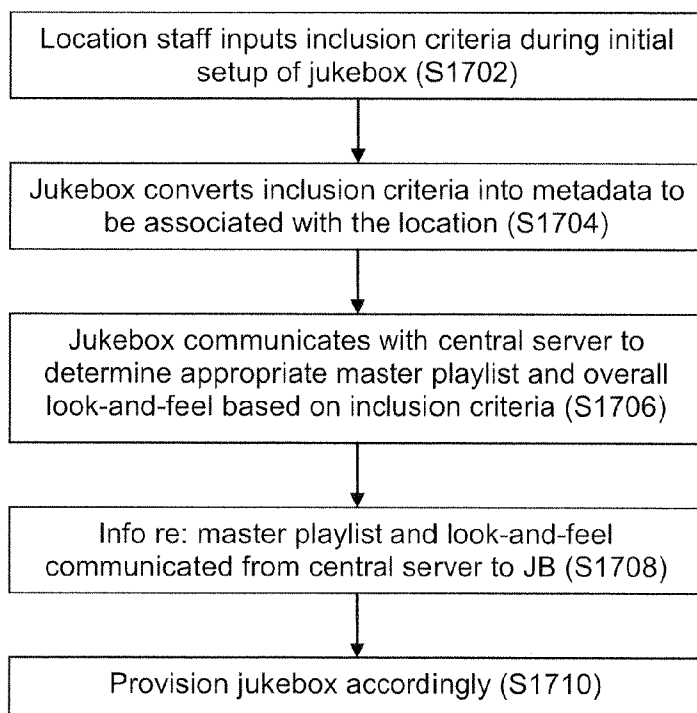 Location staff inputs inclusion criteria during initial
setup of jukebox (S1702)
Jukebox converts inclusion criteria into metadata to
be associated with the location (S1704)
Jukebox communicates with central server to
determine appropriate master playlist and overall
look-and-feel based on inclusion criteria (S1706)
Info re: master playlist and look-and-feel
communicated from central server to JB (S1708)
Provision jukebox accordingly (S1710)